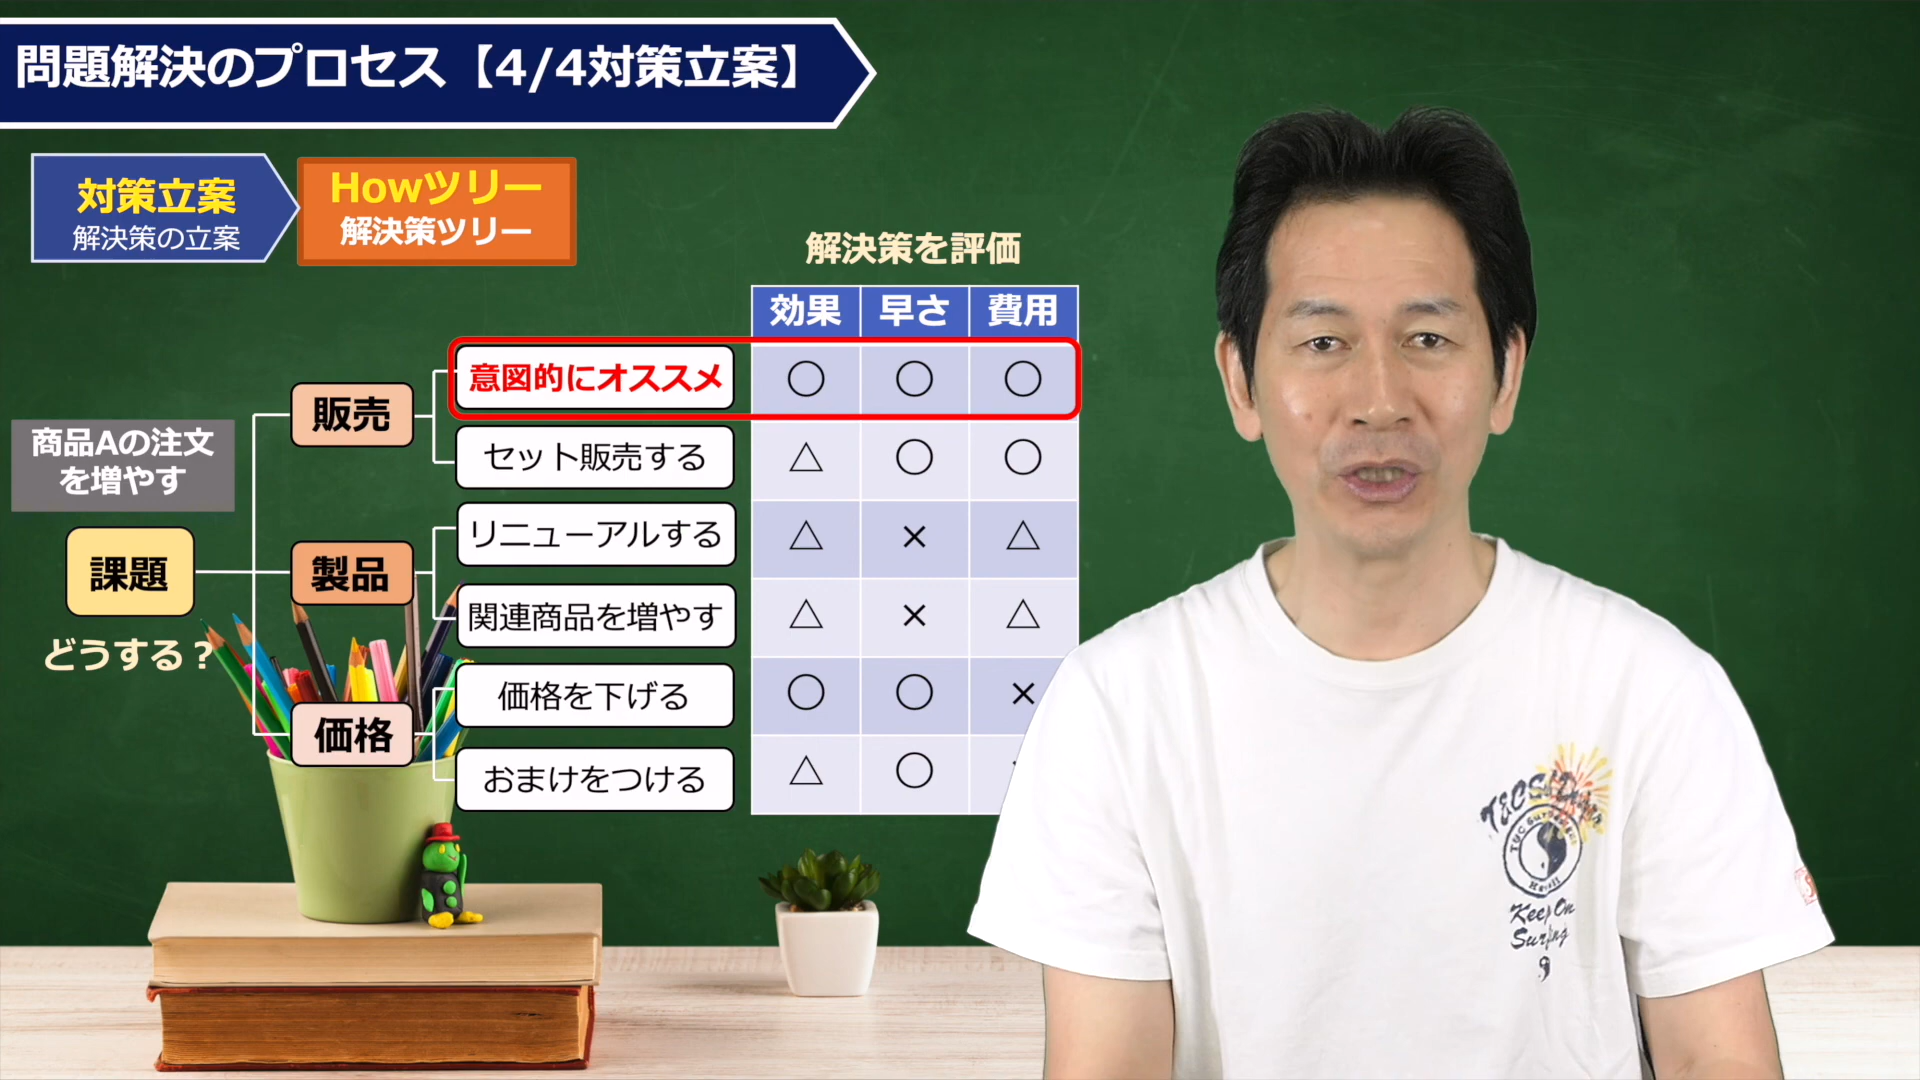 問題解決のプロセス【4/4対策立案】
対策立案
解決策の立案
Howツリー
解決策ツリー
解決策を評価
効果 早さ 費用
商品Aの注文
を増やす
課題
どうする？
販売
意図的にオススメ ○ ○ ○
セット販売する △ ○ ○
製品
リニューアルする △ × △
関連商品を増やす △ × △
価格
価格を下げる ○ ○ ×
おまけをつける △ ○
Hawaii
Keep On
Surfing